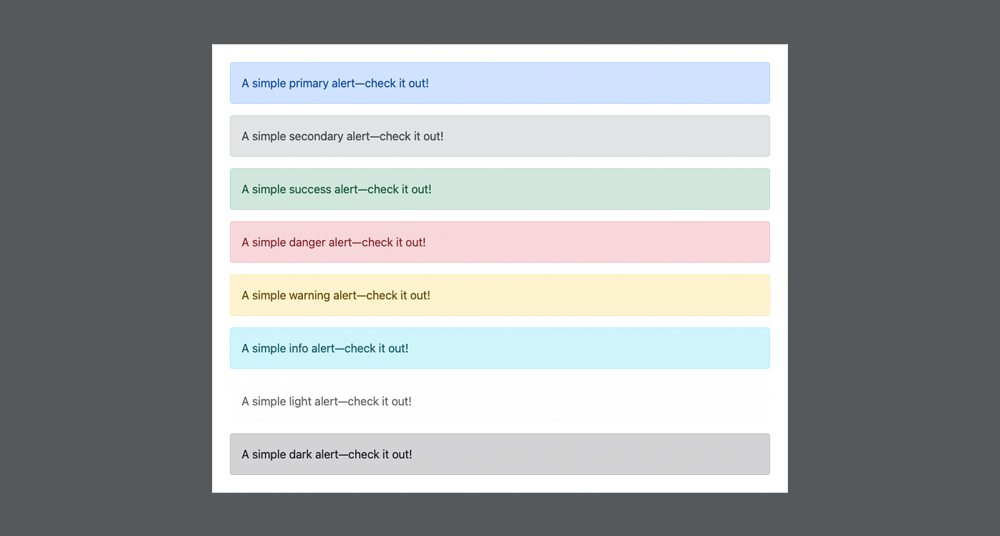 A simple primary alert—check it out!
A simple secondary alert—check it out!
A simple success alert—check it out!
A simple danger alert—check it out!
A simple warning alert—check it out!
A simple info alert—check it out!
A simple light alert—check it out!
A simple dark alert—check it out!